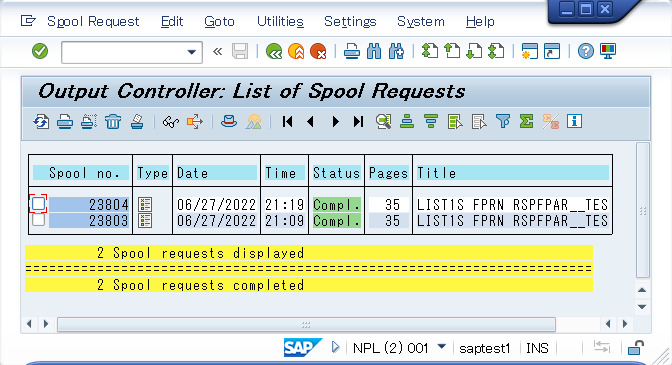 Spool Request Edit Goto Utilities Settings System Help
«
Output Controller: List of Spool Requests
Spool no. Type Date Time Status Pages Title
23804 06/27/2022 21:19 Compl. 35 LIST1S FPRN RSPFPAR__TES
23803 06/27/2022 21:09 Compl. 35 LIST1S FPRN RSPFPAR__TES
2 Spool requests displayed
================================================================================
2 Spool requests completed
SAP NPL (2) 001 saptest1 INS